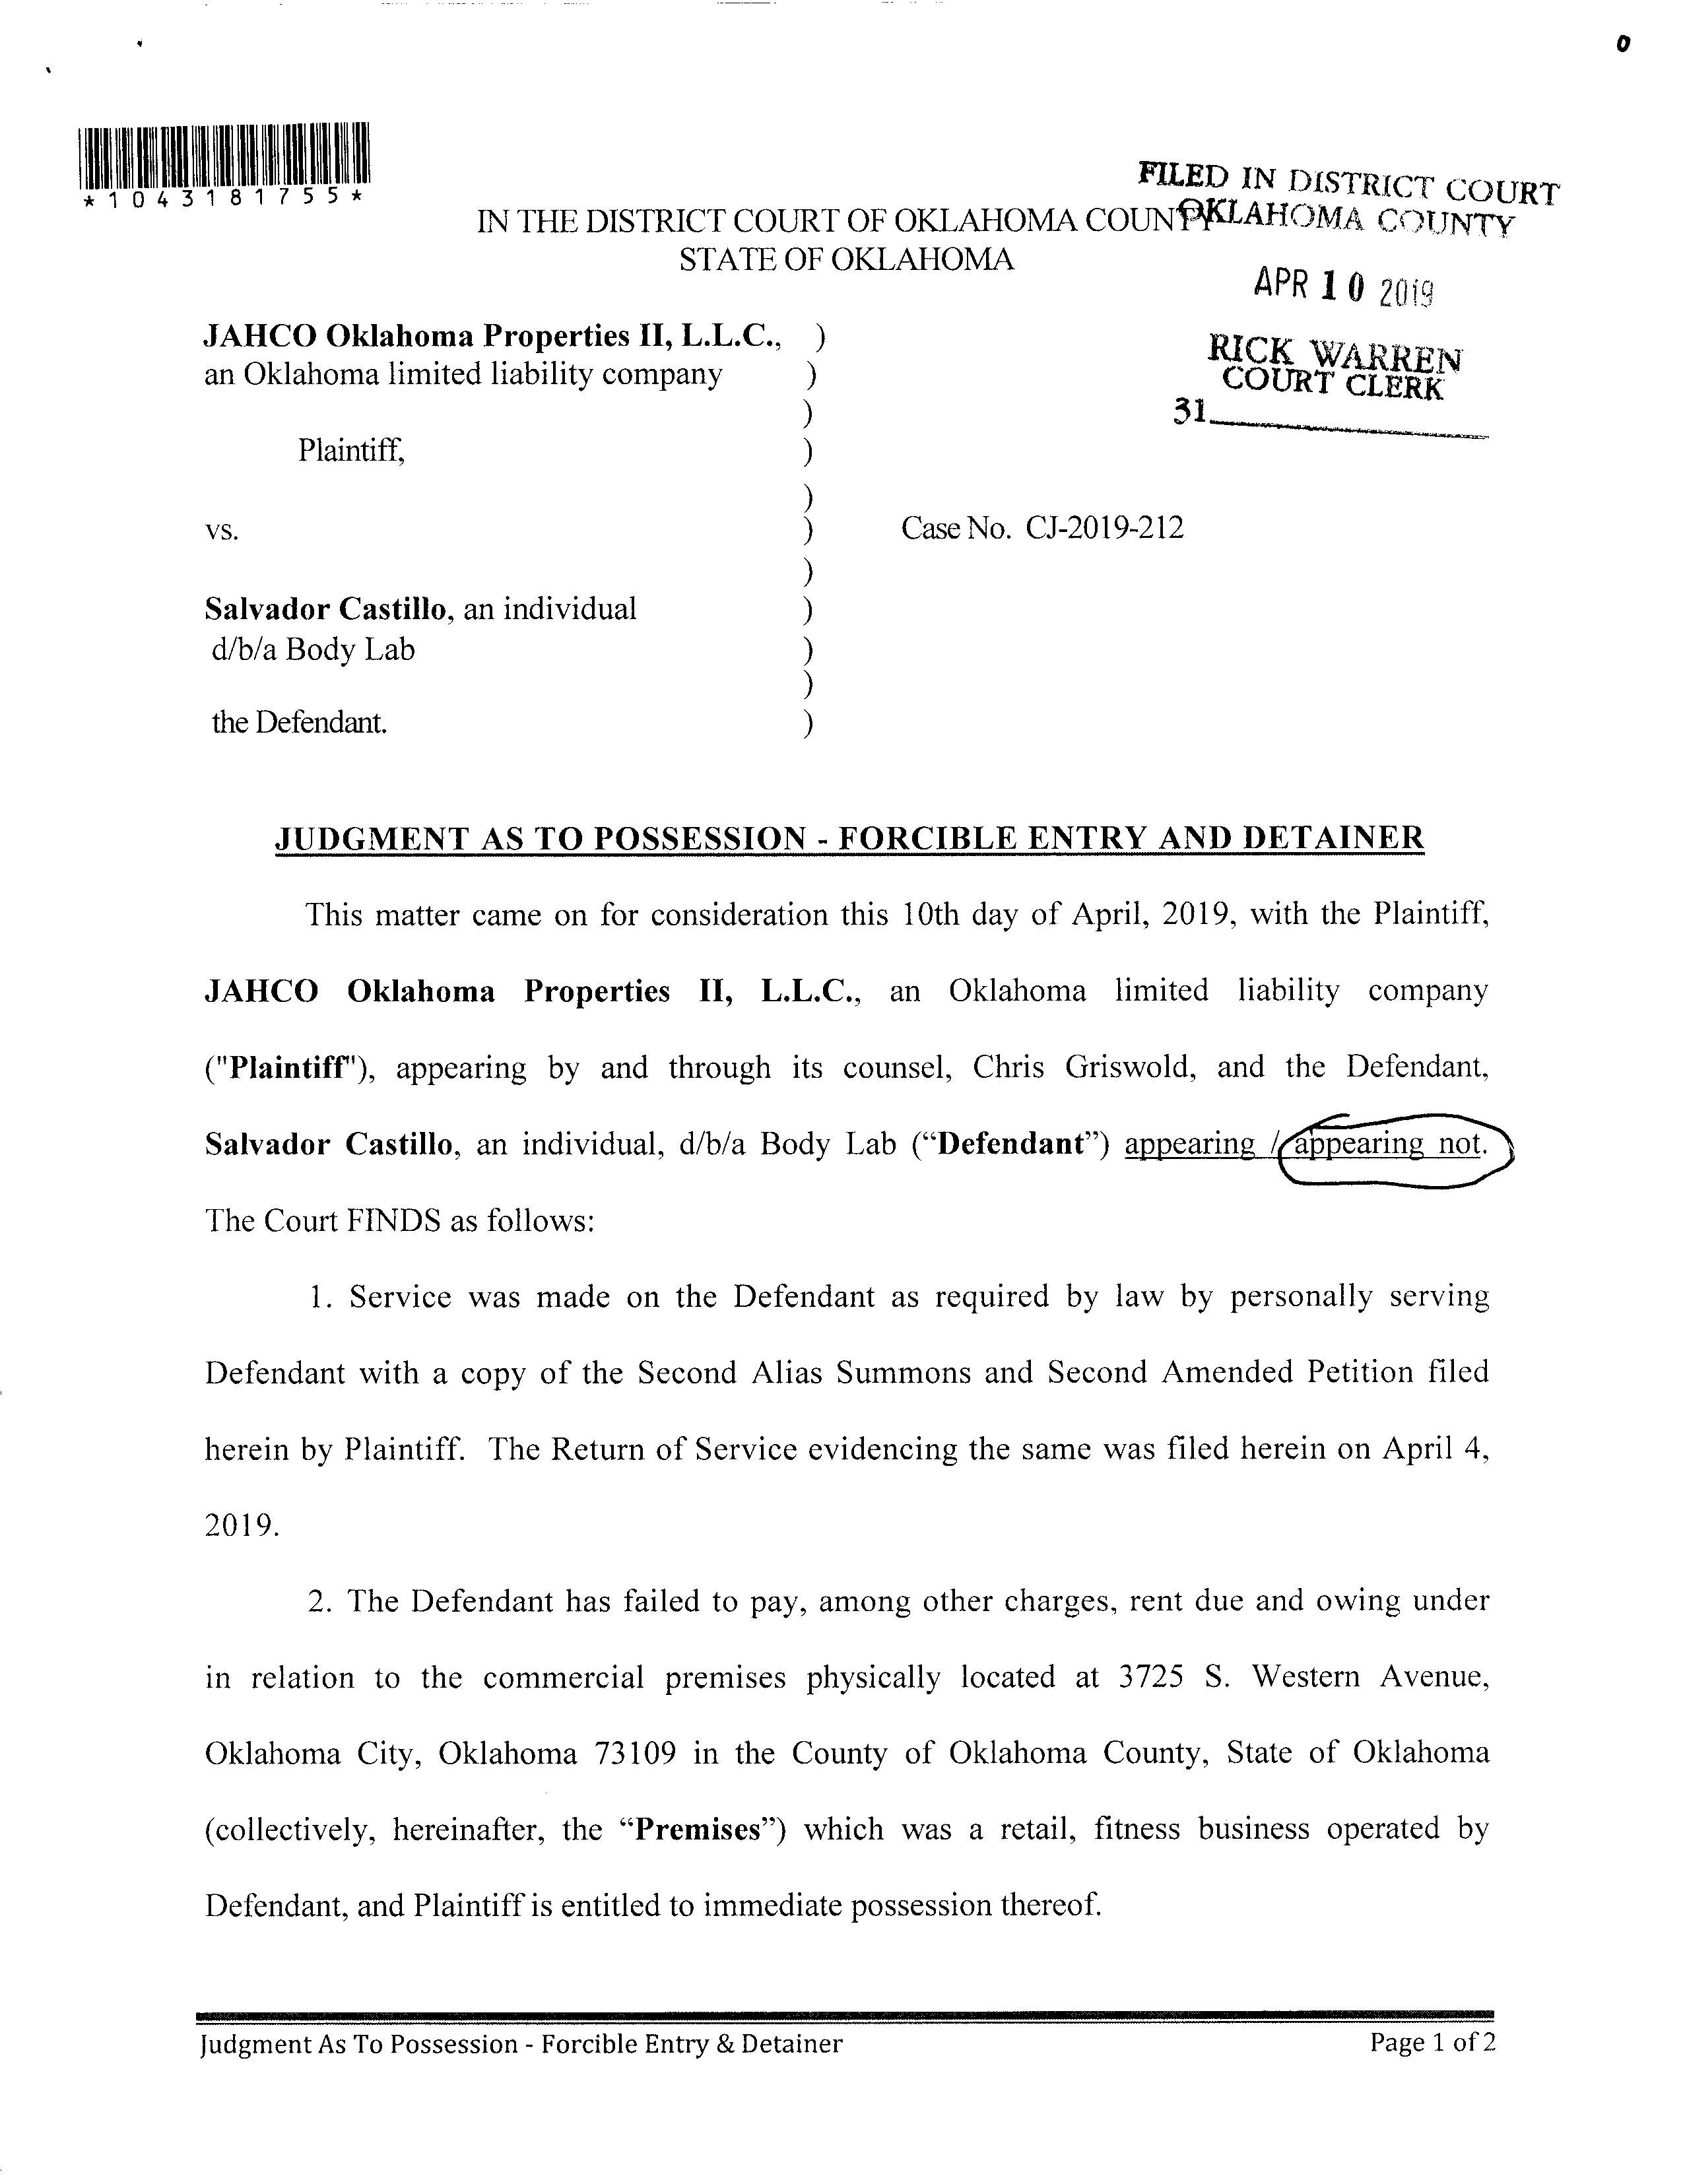 0
*1043181755*
FILED IN DISTRICT COURT
OKLAHOMA COUNTY
IN THE DISTRICT COURT OF OKLAHOMA COUNTY
STATE OF OKLAHOMA
APR 10 2019
RICK WARREN
COURT CLERK
31
JAHCO Oklahoma Properties II, L.L.C., )
an Oklahoma limited liability company )
)
Plaintiff, )
)
vs. ) Case No. CJ-2019-212
)
Salvador Castillo, an individual )
d/b/a Body Lab )
)
the Defendant. )
JUDGMENT AS TO POSSESSION - FORCIBLE ENTRY AND DETAINER
This matter came on for consideration this 10th day of April, 2019, with the Plaintiff,
JAHCO Oklahoma Properties II, L.L.C., an Oklahoma limited liability company
("Plaintiff"), appearing by and through its counsel, Chris Griswold, and the Defendant,
Salvador Castillo, an individual, d/b/a Body Lab (“Defendant”) appearing / appearing not.
The Court FINDS as follows:
1. Service was made on the Defendant as required by law by personally serving
Defendant with a copy of the Second Alias Summons and Second Amended Petition filed
herein by Plaintiff. The Return of Service evidencing the same was filed herein on April 4,
2019.
2. The Defendant has failed to pay, among other charges, rent due and owing under
in relation to the commercial premises physically located at 3725 S. Western Avenue,
Oklahoma City, Oklahoma 73109 in the County of Oklahoma County, State of Oklahoma
(collectively, hereinafter, the “Premises”) which was a retail, fitness business operated by
Defendant, and Plaintiff is entitled to immediate possession thereof.
Judgment As To Possession - Forcible Entry & Detainer Page 1 of 2